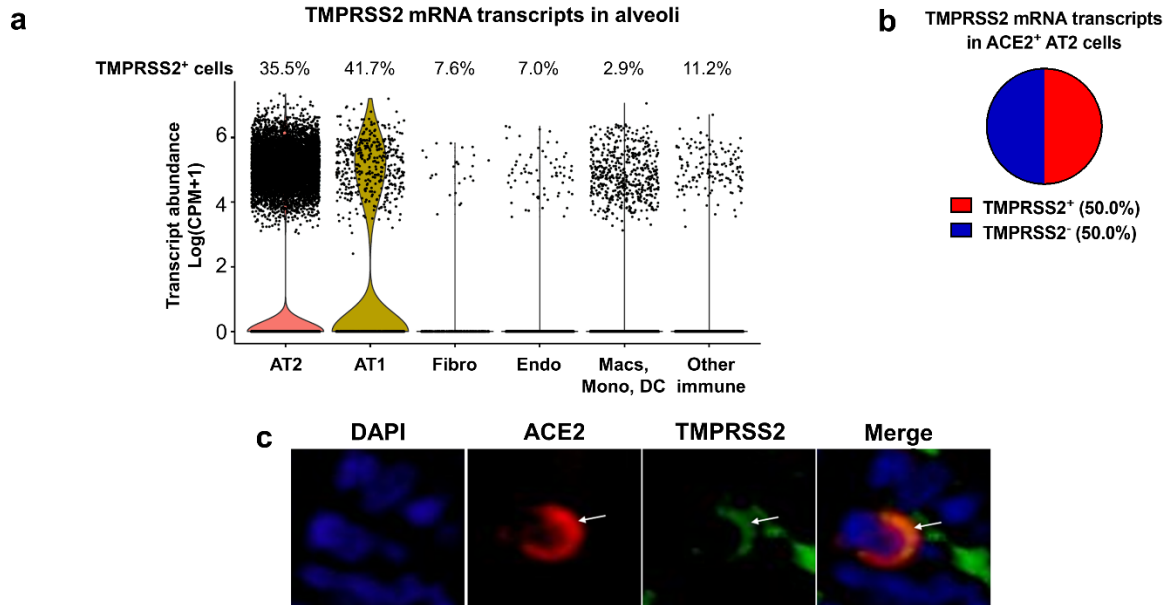 a
TMPRSS2 mRNA transcripts in alveoli
TMPRSS2⁺ cells 35.5% 41.7% 7.6% 7.0% 2.9% 11.2%
Transcript abundance
Log(CPM+1)
6
4
2
0
AT2 AT1 Fibro Endo Macs, Mono, DC Other immune
b
TMPRSS2 mRNA transcripts
in ACE2⁺ AT2 cells
TMPRSS2⁺ (50.0%)
TMPRSS2⁻ (50.0%)
c
DAPI ACE2 TMPRSS2 Merge